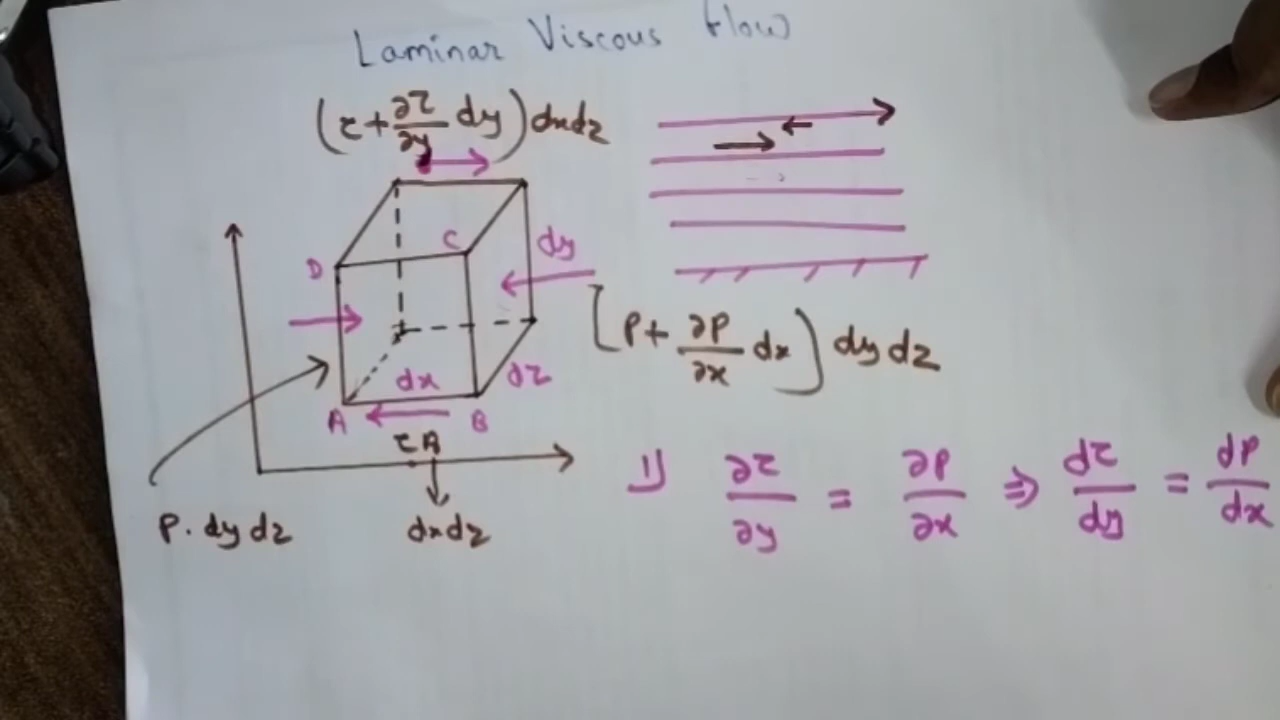 Laminar Viscous flow
(τ+∂τ/∂y dy) dxdz
D
C
dy
[P+ ∂P/∂x dx) dy dz
dx
dz
A
B
τA
P. dy dz
dxdz
1) ∂τ/∂y = ∂P/∂x ⇒ dτ/dy = dP/dx